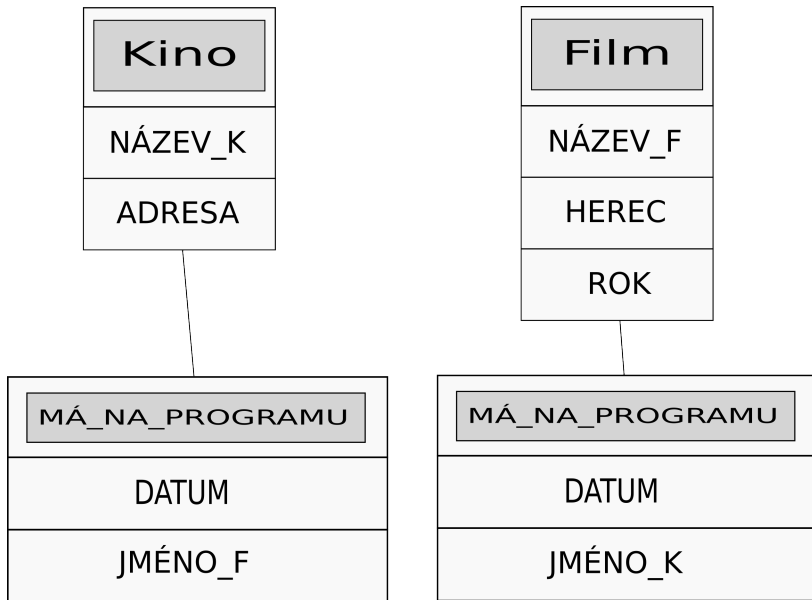 Kino
NÁZEV_K
ADRESA
MÁ_NA_PROGRAMU
DATUM
JMÉNO_F
Film
NÁZEV_F
HEREC
ROK
MÁ_NA_PROGRAMU
DATUM
JMÉNO_K